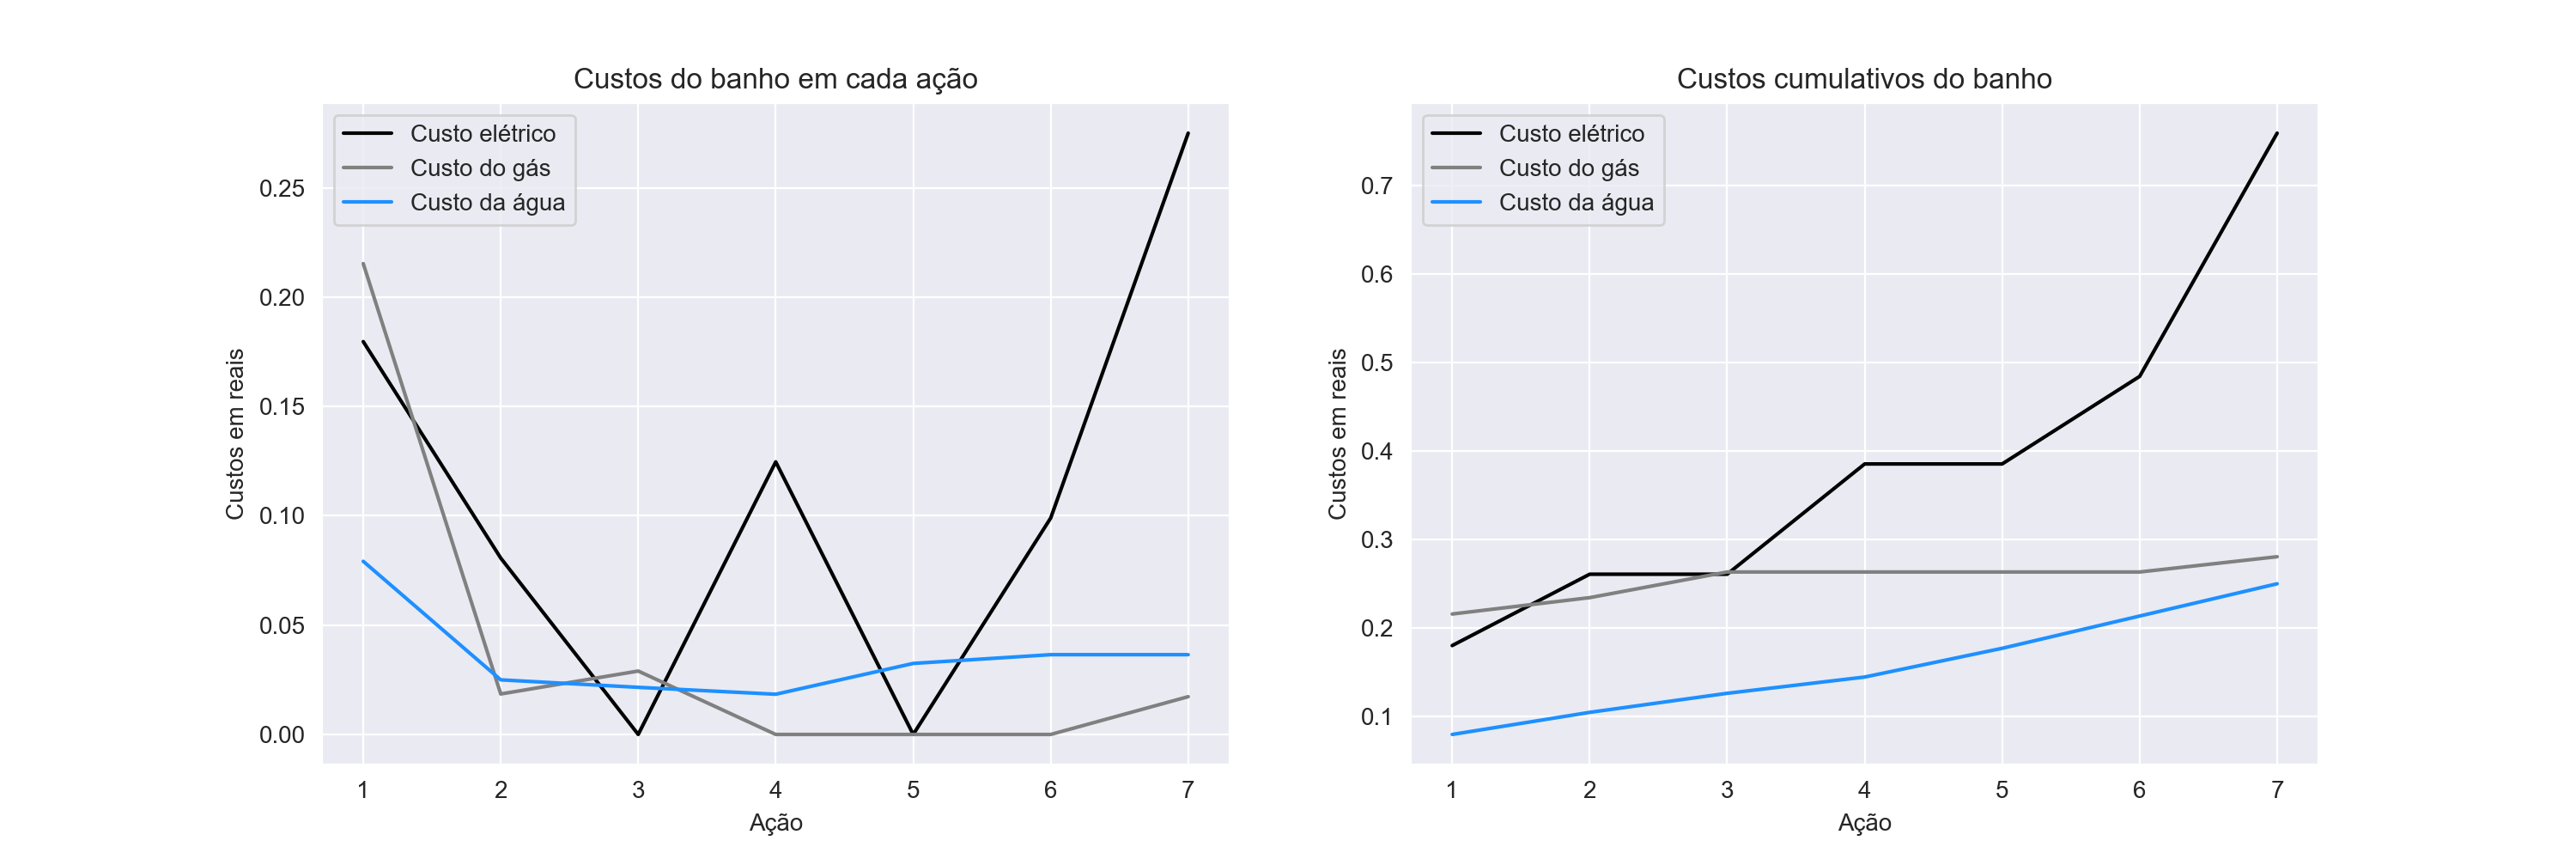 Custos do banho em cada ação
Custo elétrico
Custo do gás
Custo da água
Custos em reais
0.25
0.20
0.15
0.10
0.05
0.00
1 2 3 4 5 6 7
Ação
Custos cumulativos do banho
Custo elétrico
Custo do gás
Custo da água
Custos em reais
0.7
0.6
0.5
0.4
0.3
0.2
0.1
1 2 3 4 5 6 7
Ação